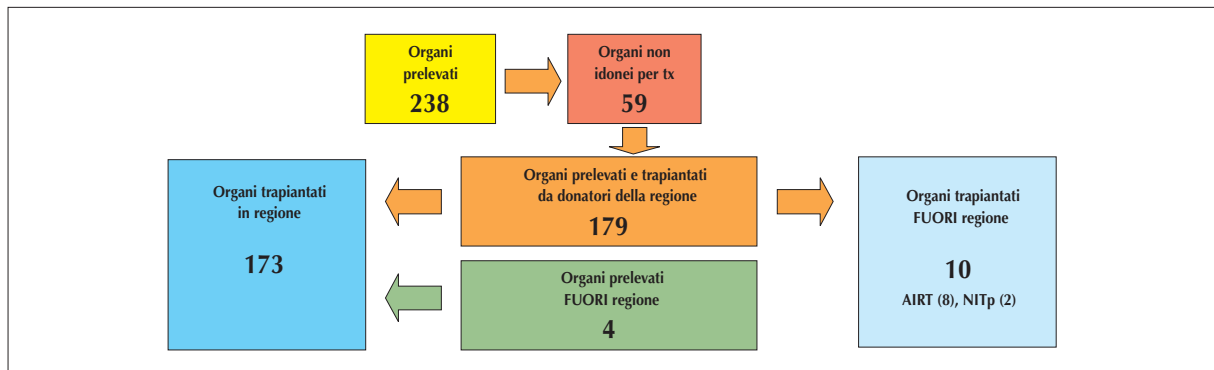 Organi
prelevati
238
Organi non
idonei per tx
59
Organi trapiantati
in regione
173
Organi prelevati e trapiantati
da donatori della regione
179
Organi prelevati
FUORI regione
4
Organi trapiantati
FUORI regione
10
AIRT (8), NITp (2)